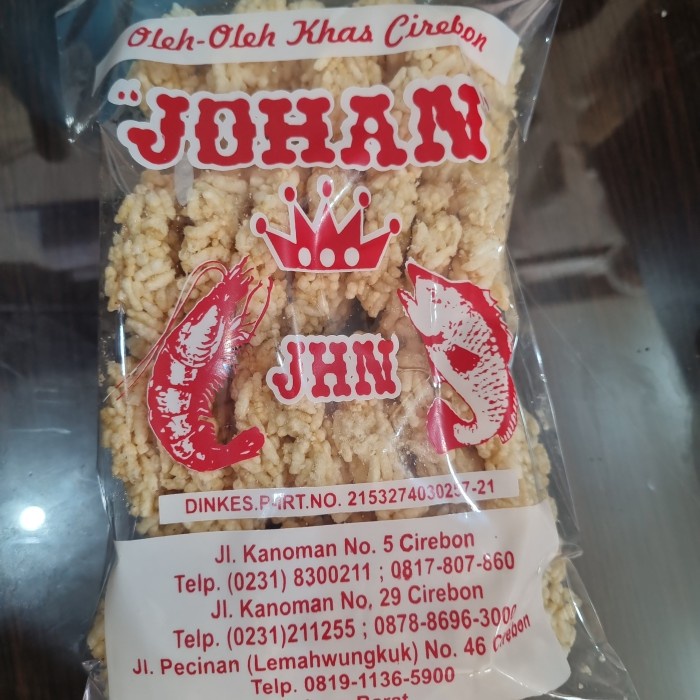 Oleh-Oleh Khas Cirebon
"JOHAN"
JHN
DINKES.P-IRT.NO. 2153274030257-21
Jl. Kanoman No. 5 Cirebon
Telp. (0231) 8300211 ; 0817-807-860
Jl. Kanoman No, 29 Cirebon
Telp. (0231)211255 ; 0878-8696-3000
Jl. Pecinan (Lemahwungkuk) No. 46 Cirebon
Telp. 0819-1136-5900
Barat